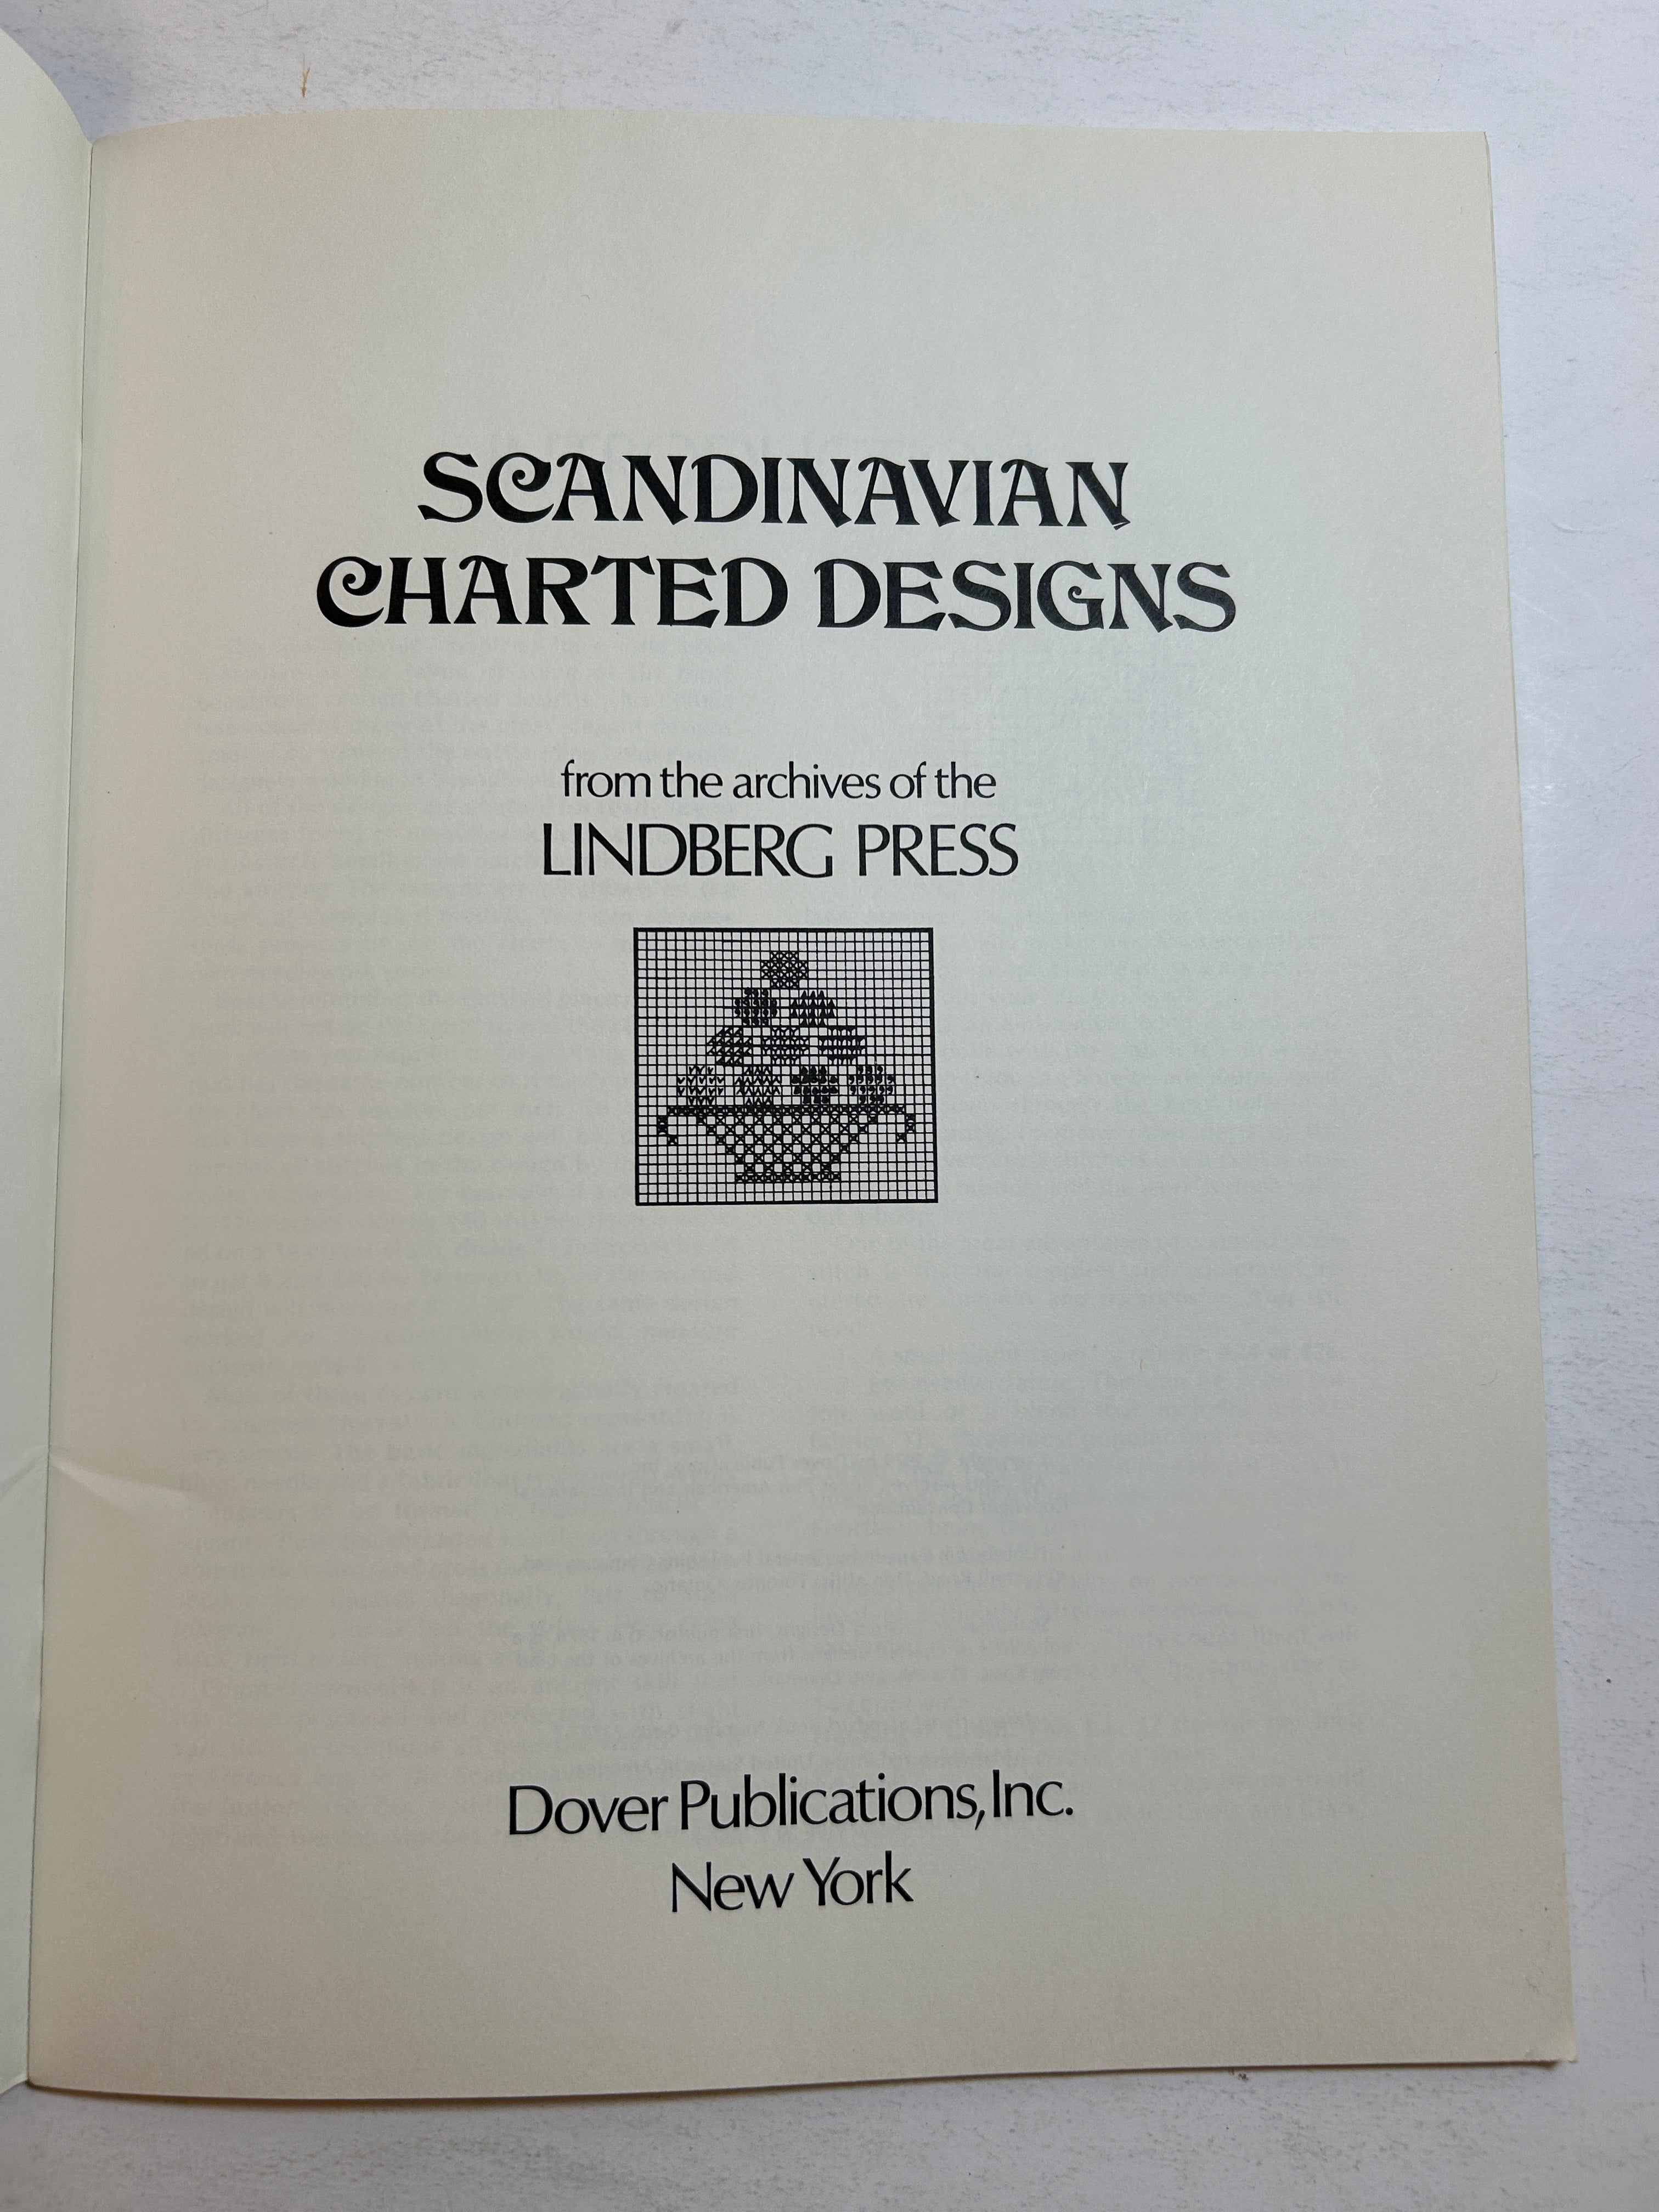 SCANDINAVIAN
CHARTED DESIGNS
from the archives of the
LINDBERG PRESS
Dover Publications, Inc.
New York